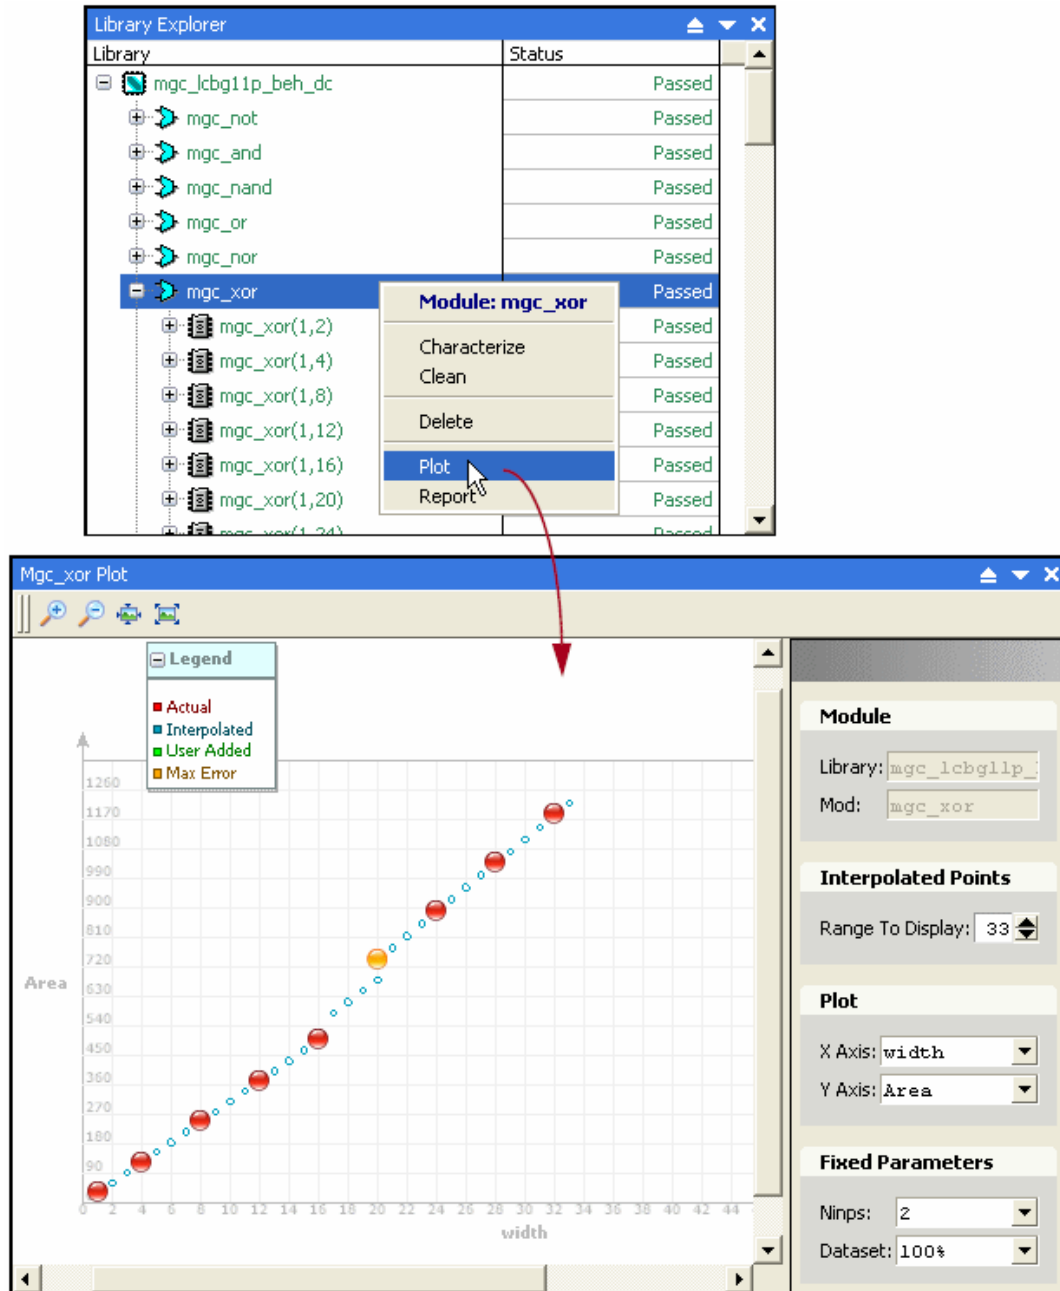 Library Explorer
Library Status
mgc_lcbg11p_beh_dc Passed
mgc_not Passed
mgc_and Passed
mgc_nand Passed
mgc_or Passed
mgc_nor Passed
mgc_xor Passed
Module: mgc_xor
mgc_xor(1,2) Passed
Characterize
mgc_xor(1,4) Passed
Clean
mgc_xor(1,8) Passed
Delete
mgc_xor(1,12) Passed
Plot
mgc_xor(1,16) Passed
Report
mgc_xor(1,20) Passed
mgc_xor(1,24) Passed
Mgc_xor Plot
Legend
Actual
Interpolated
User Added
Max Error
1260
1170
1080
990
900
810
720
Area
630
540
450
360
270
180
90
0 2 4 6 8 10 12 14 16 18 20 22 24 26 28 30 32 34 36 38 40 42 44
width
Module
Library: mgc_lcbgllp_
Mod: mgc_xor
Interpolated Points
Range To Display: 33
Plot
X Axis: width
Y Axis: Area
Fixed Parameters
Ninps: 2
Dataset: 100%